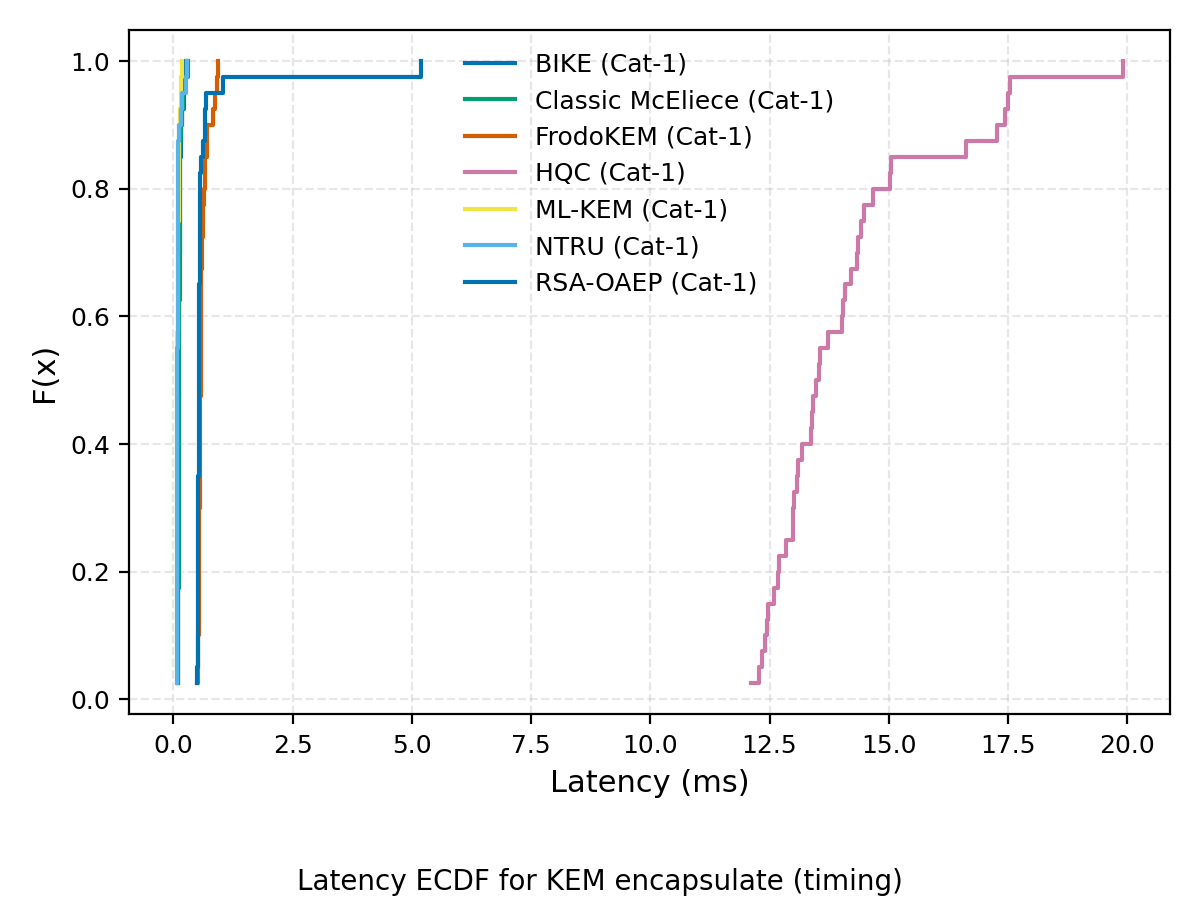 1.0
0.8
0.6
0.4
0.2
0.0
F(x)
BIKE (Cat-1)
Classic McEliece (Cat-1)
FrodoKEM (Cat-1)
HQC (Cat-1)
ML-KEM (Cat-1)
NTRU (Cat-1)
RSA-OAEP (Cat-1)
0.0 2.5 5.0 7.5 10.0 12.5 15.0 17.5 20.0
Latency (ms)
Latency ECDF for KEM encapsulate (timing)